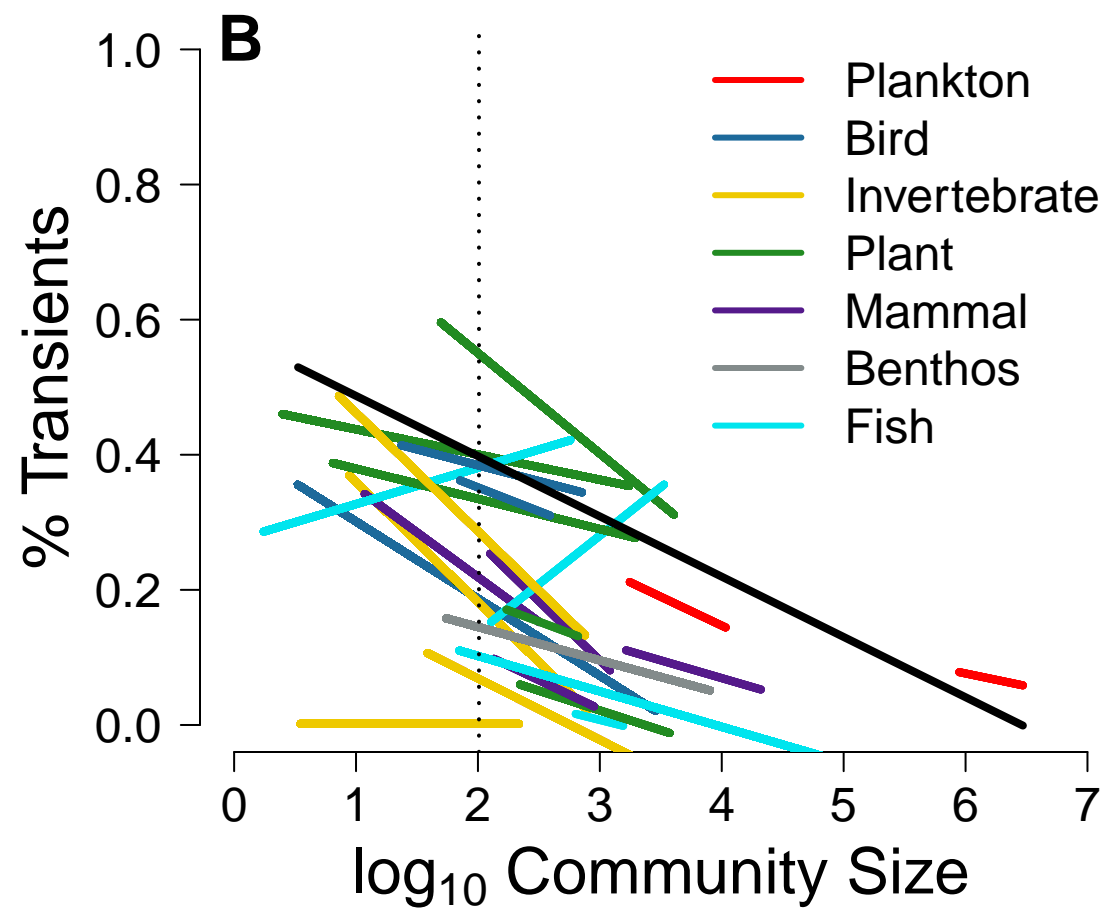 B
1.0
0.8
0.6
0.4
0.2
0.0
% Transients
Plankton
Bird
Invertebrate
Plant
Mammal
Benthos
Fish
0 1 2 3 4 5 6 7
log₁₀ Community Size